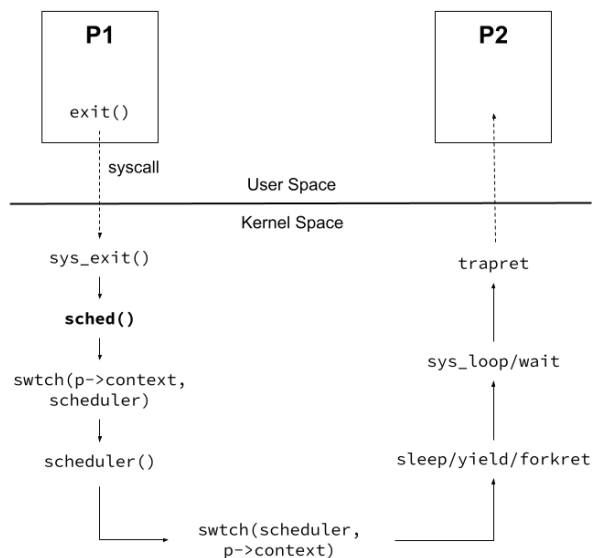 P1
exit()
syscall
P2
User Space
Kernel Space
sys_exit()
sched()
swtch(p->context,
scheduler)
scheduler()
swtch(scheduler,
p->context)
sleep/yield/forkret
sys_loop/wait
trapret